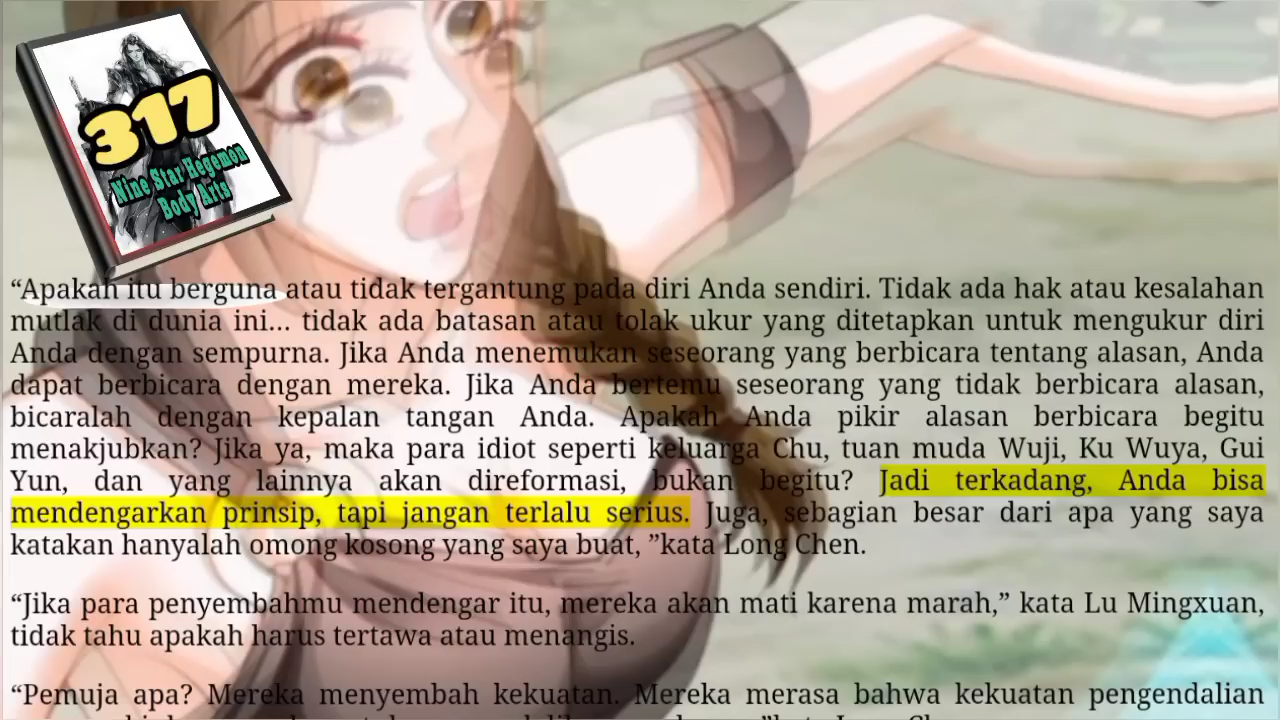 317
Nine Star Hegemon
Body Arts
“Apakah itu berguna atau tidak tergantung pada diri Anda sendiri. Tidak ada hak atau kesalahan
mutlak di dunia ini... tidak ada batasan atau tolak ukur yang ditetapkan untuk mengukur diri
Anda dengan sempurna. Jika Anda menemukan seseorang yang berbicara tentang alasan, Anda
dapat berbicara dengan mereka. Jika Anda bertemu seseorang yang tidak berbicara alasan,
bicaralah dengan kepalan tangan Anda. Apakah Anda pikir alasan berbicara begitu
menakjubkan? Jika ya, maka para idiot seperti keluarga Chu, tuan muda Wuji, Ku Wuya, Gui
Yun, dan yang lainnya akan direformasi, bukan begitu? Jadi terkadang, Anda bisa
mendengarkan prinsip, tapi jangan terlalu serius. Juga, sebagian besar dari apa yang saya
katakan hanyalah omong kosong yang saya buat, ”kata Long Chen.
“Jika para penyembahmu mendengar itu, mereka akan mati karena marah,” kata Lu Mingxuan,
tidak tahu apakah harus tertawa atau menangis.
“Pemuja apa? Mereka menyembah kekuatan. Mereka merasa bahwa kekuatan pengendalian